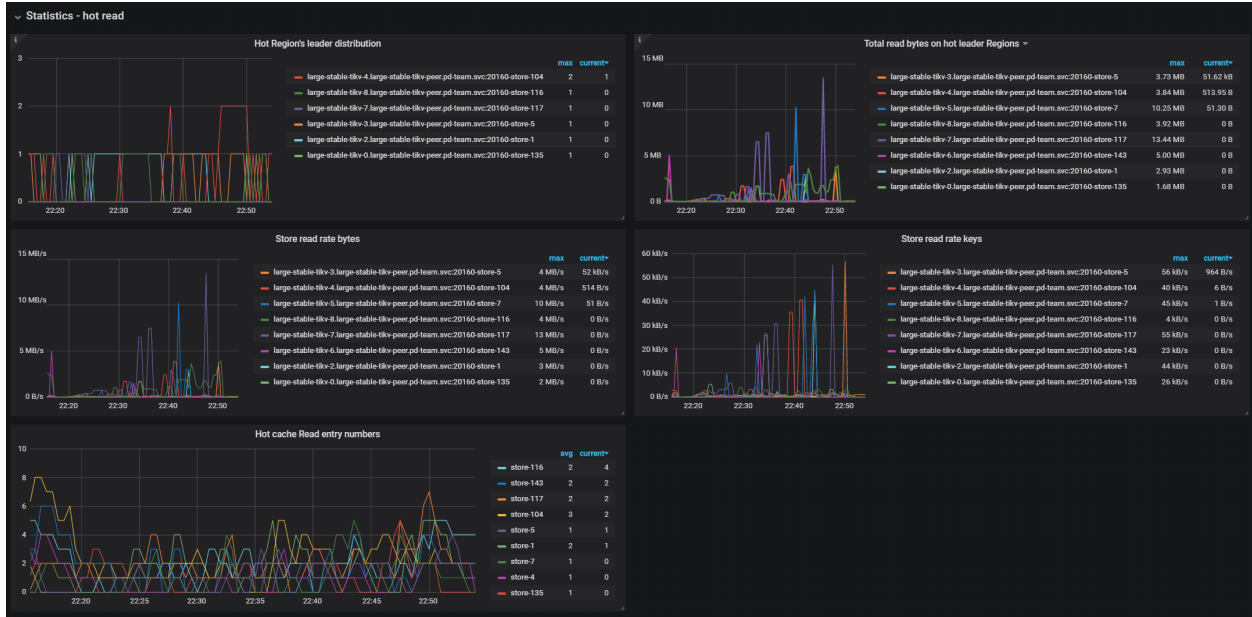 Statistics - hot read
Hot Region's leader distribution
max current
3
2
1
0
22:20 22:30 22:40 22:50
large-stable-tikv-4.large-stable-tikv-peer.pd-team.svc:20160-store-104 2 1
large-stable-tikv-8.large-stable-tikv-peer.pd-team.svc:20160-store-116 1 0
large-stable-tikv-7.large-stable-tikv-peer.pd-team.svc:20160-store-117 1 0
large-stable-tikv-3.large-stable-tikv-peer.pd-team.svc:20160-store-5 1 0
large-stable-tikv-2.large-stable-tikv-peer.pd-team.svc:20160-store-1 1 0
large-stable-tikv-0.large-stable-tikv-peer.pd-team.svc:20160-store-135 1 0
Total read bytes on hot leader Regions
max current
15 MB
10 MB
5 MB
0 B
22:20 22:30 22:40 22:50
large-stable-tikv-3.large-stable-tikv-peer.pd-team.svc:20160-store-5 3.73 MB 51.62 kB
large-stable-tikv-4.large-stable-tikv-peer.pd-team.svc:20160-store-104 3.84 MB 513.95 B
large-stable-tikv-5.large-stable-tikv-peer.pd-team.svc:20160-store-7 10.25 MB 51.30 B
large-stable-tikv-8.large-stable-tikv-peer.pd-team.svc:20160-store-116 3.92 MB 0 B
large-stable-tikv-7.large-stable-tikv-peer.pd-team.svc:20160-store-117 13.44 MB 0 B
large-stable-tikv-6.large-stable-tikv-peer.pd-team.svc:20160-store-143 5.00 MB 0 B
large-stable-tikv-2.large-stable-tikv-peer.pd-team.svc:20160-store-1 2.93 MB 0 B
large-stable-tikv-0.large-stable-tikv-peer.pd-team.svc:20160-store-135 1.68 MB 0 B
Store read rate bytes
max current
15 MB/s
10 MB/s
5 MB/s
0 B/s
22:20 22:30 22:40 22:50
large-stable-tikv-3.large-stable-tikv-peer.pd-team.svc:20160-store-5 4 MB/s 52 kB/s
large-stable-tikv-4.large-stable-tikv-peer.pd-team.svc:20160-store-104 4 MB/s 514 B/s
large-stable-tikv-5.large-stable-tikv-peer.pd-team.svc:20160-store-7 10 MB/s 51 B/s
large-stable-tikv-8.large-stable-tikv-peer.pd-team.svc:20160-store-116 4 MB/s 0 B/s
large-stable-tikv-7.large-stable-tikv-peer.pd-team.svc:20160-store-117 13 MB/s 0 B/s
large-stable-tikv-6.large-stable-tikv-peer.pd-team.svc:20160-store-143 5 MB/s 0 B/s
large-stable-tikv-2.large-stable-tikv-peer.pd-team.svc:20160-store-1 3 MB/s 0 B/s
large-stable-tikv-0.large-stable-tikv-peer.pd-team.svc:20160-store-135 2 MB/s 0 B/s
Store read rate keys
max current
60 kB/s
50 kB/s
40 kB/s
30 kB/s
20 kB/s
10 kB/s
0 B/s
22:20 22:30 22:40 22:50
large-stable-tikv-3.large-stable-tikv-peer.pd-team.svc:20160-store-5 56 kB/s 964 B/s
large-stable-tikv-4.large-stable-tikv-peer.pd-team.svc:20160-store-104 40 kB/s 6 B/s
large-stable-tikv-5.large-stable-tikv-peer.pd-team.svc:20160-store-7 45 kB/s 1 B/s
large-stable-tikv-8.large-stable-tikv-peer.pd-team.svc:20160-store-116 4 kB/s 0 B/s
large-stable-tikv-7.large-stable-tikv-peer.pd-team.svc:20160-store-117 55 kB/s 0 B/s
large-stable-tikv-6.large-stable-tikv-peer.pd-team.svc:20160-store-143 23 kB/s 0 B/s
large-stable-tikv-2.large-stable-tikv-peer.pd-team.svc:20160-store-1 44 kB/s 0 B/s
large-stable-tikv-0.large-stable-tikv-peer.pd-team.svc:20160-store-135 26 kB/s 0 B/s
Hot cache Read entry numbers
avg current
10
8
6
4
2
0
22:20 22:25 22:30 22:35 22:40 22:45 22:50
store-116 2 4
store-143 2 2
store-117 2 2
store-104 3 2
store-5 1 1
store-1 2 1
store-7 1 0
store-4 1 0
store-135 1 0